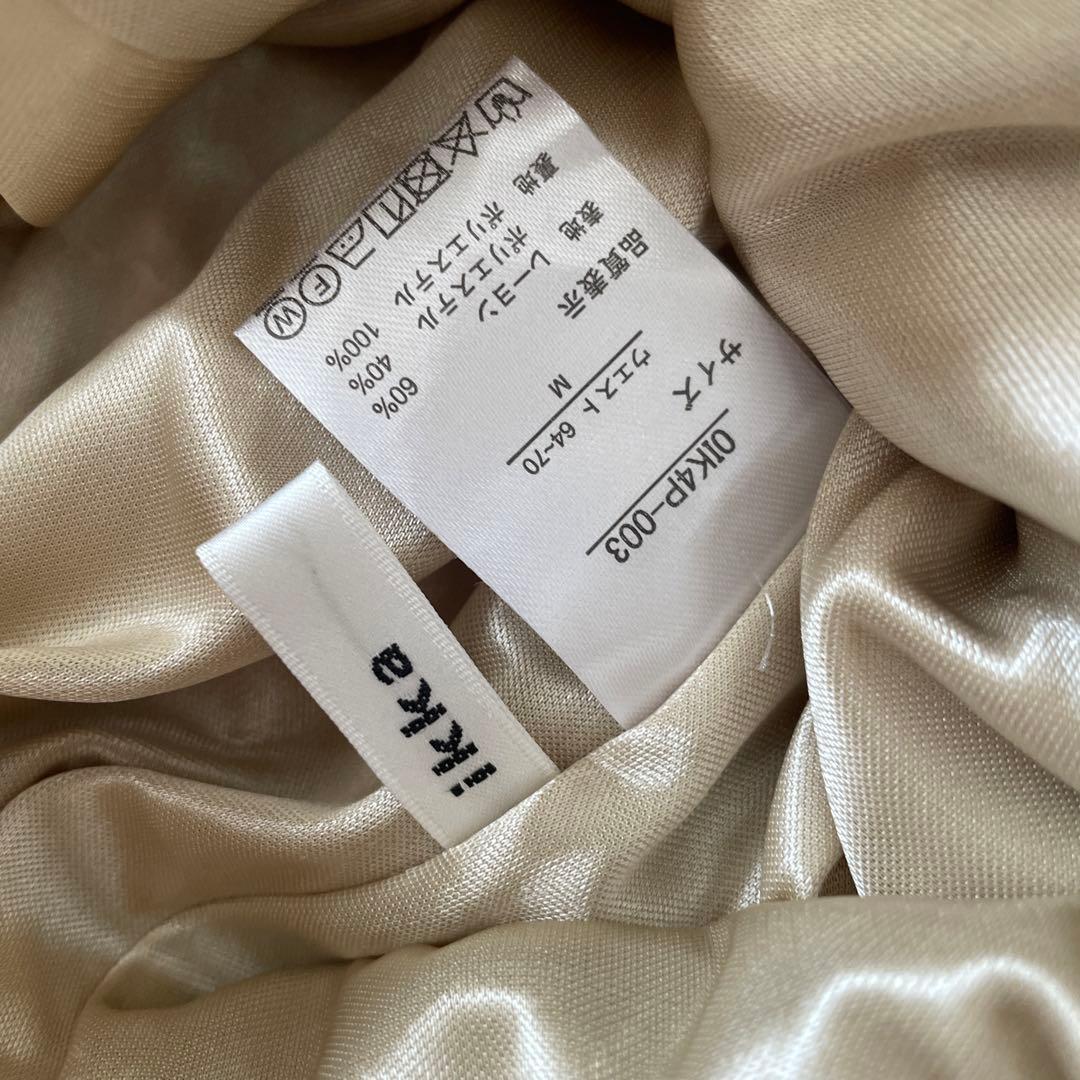 0IK4P-003
サイズ
M
ウエスト 64~70
品質表示
表地 レーヨン 60%
ポリエステル 40%
裏地 ポリエステル 100%
F
W
ikka